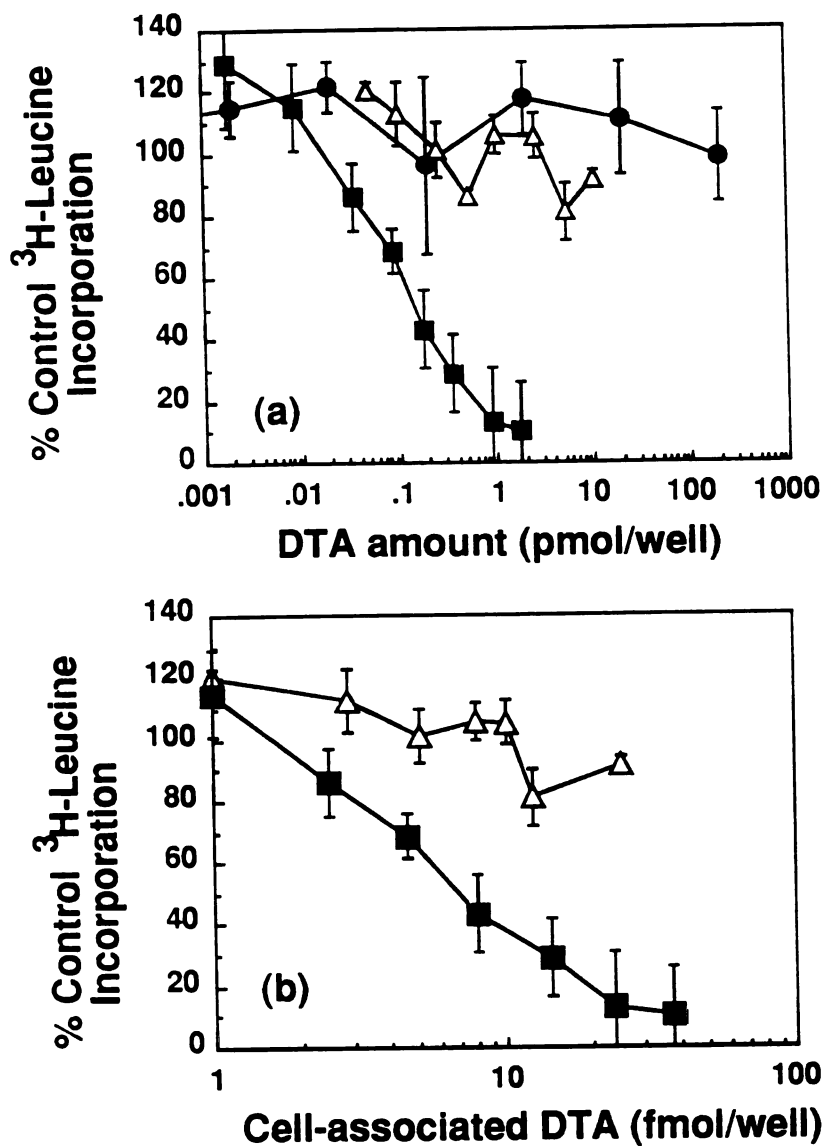 % Control ³H-Leucine
Incorporation
140
120
100
80
60
40
20
0
(a)
.001 .01 .1 1 10 100 1000
DTA amount (pmol/well)
% Control ³H-Leucine
Incorporation
140
120
100
80
60
40
20
0
(b)
1 10 100
Cell-associated DTA (fmol/well)